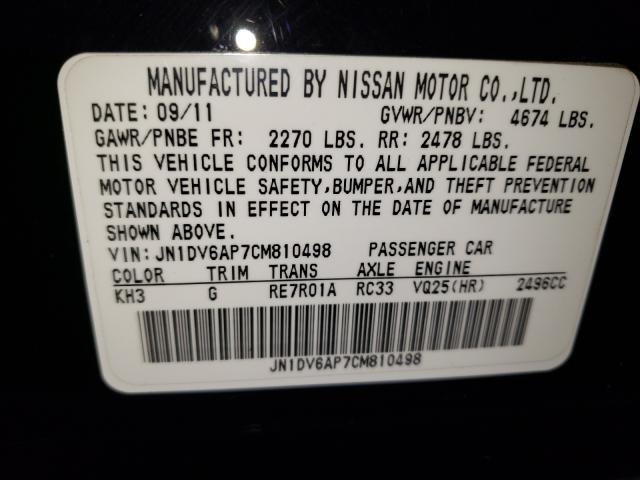 MANUFACTURED BY NISSAN MOTOR CO.,LTD.
DATE: 09/11 GVWR/PNBV: 4674 LBS.
GAWR/PNBE FR: 2270 LBS. RR: 2478 LBS.
THIS VEHICLE CONFORMS TO ALL APPLICABLE FEDERAL
MOTOR VEHICLE SAFETY,BUMPER,AND THEFT PREVENTION
STANDARDS IN EFFECT ON THE DATE OF MANUFACTURE
SHOWN ABOVE.
VIN: JN1DV6AP7CM810498 PASSENGER CAR
COLOR TRIM TRANS AXLE ENGINE
KH3 G RE7R01A RC33 VQ25(HR) 2496CC
JN1DV6AP7CM810498